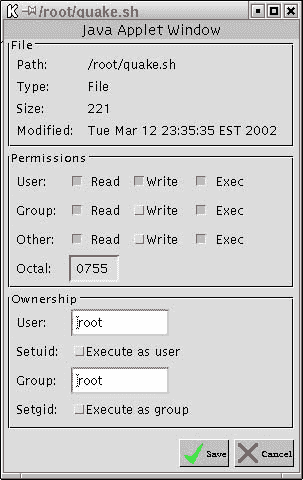 /root/quake.sh
Java Applet Window
File
Path: /root/quake.sh
Type: File
Size: 221
Modified: Tue Mar 12 23:35:35 EST 2002
Permissions
User: Read Write Exec
Group: Read Write Exec
Other: Read Write Exec
Octal: 0755
Ownership
User: root
Setuid: Execute as user
Group: root
Setgid: Execute as group
Save Cancel